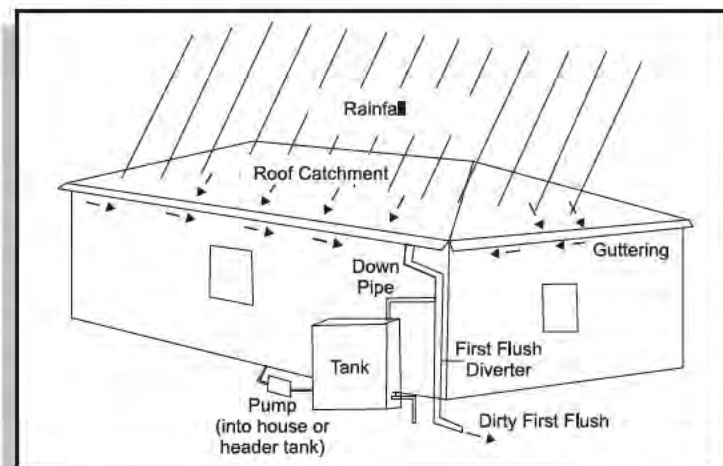 Rainfall
Roof Catchment
Guttering
Down
Pipe
Tank
First Flush
Diverter
Pump
(into house or
header tank)
Dirty First Flush